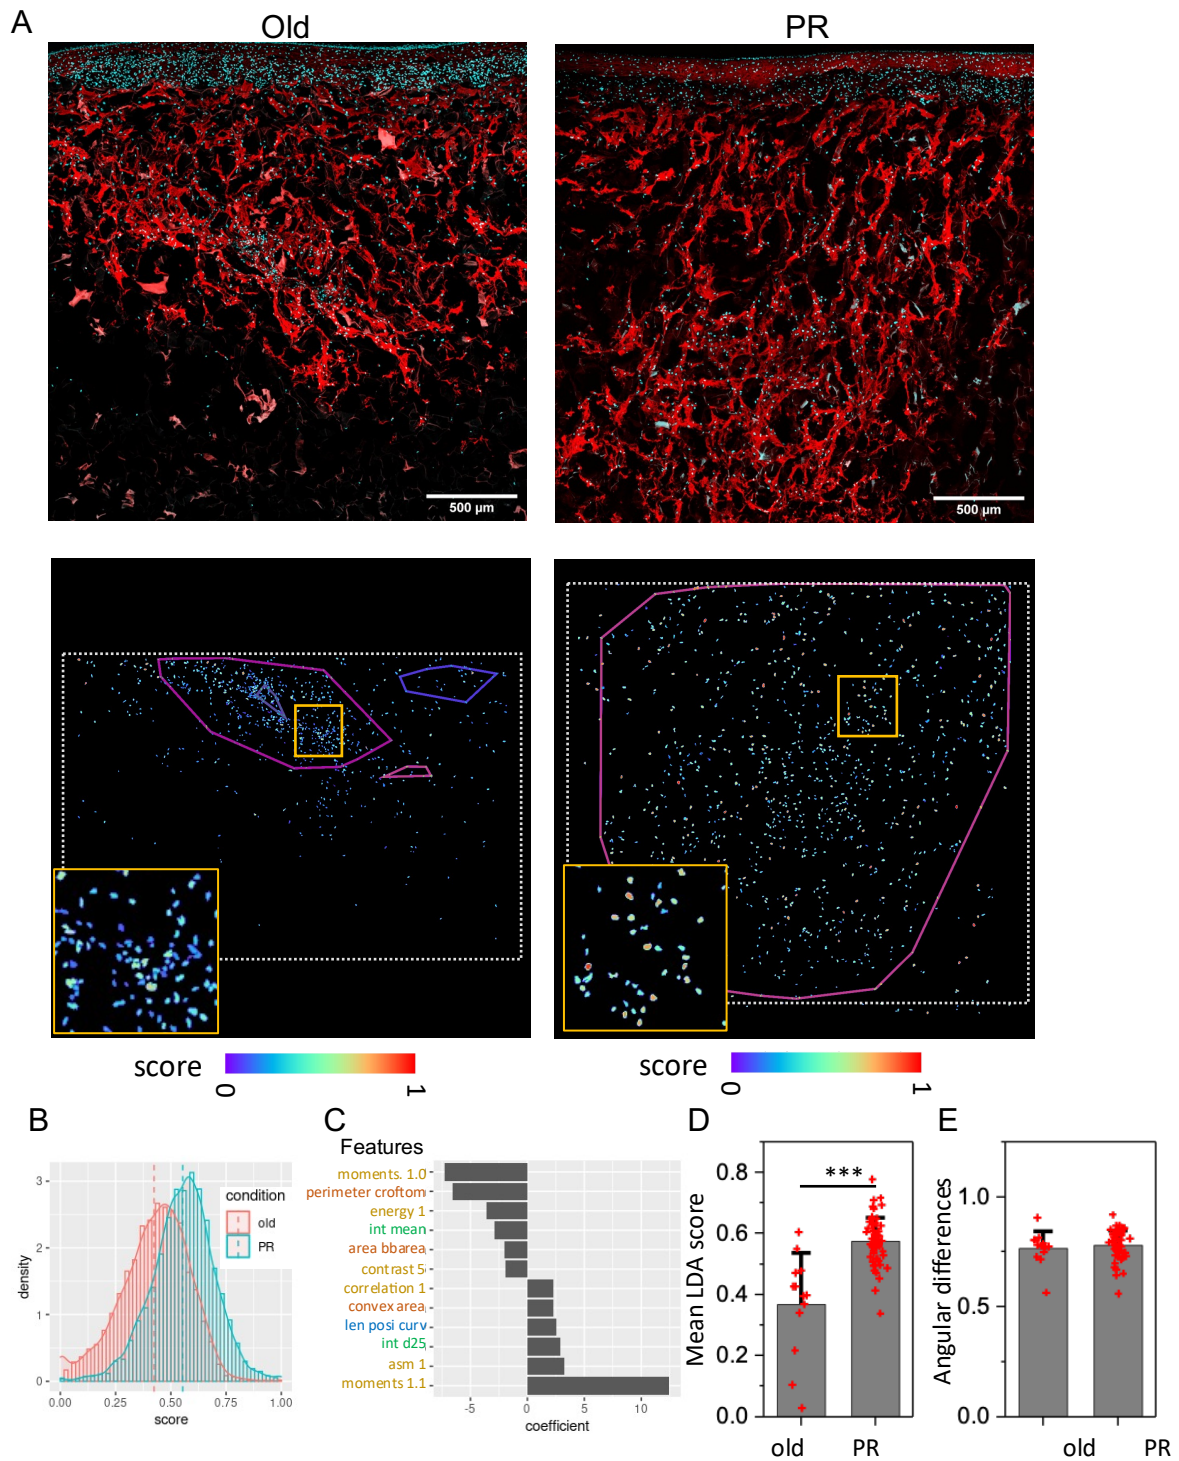 A
Old
PR
500 µm
500 µm
score
0
1
score
0
1
B
3
2
1
0
density
0.00
0.25
0.50
0.75
1.00
score
condition
old
PR
C
Features
moments. 1.0
perimeter croftom
energy 1
int mean
area bbarea
contrast 5
correlation 1
convex area
len posi curv
int d25
asm 1
moments 1.1
-5
0
5
10
coefficient
D
Mean LDA score
0.8
0.6
0.4
0.2
0.0
***
old
PR
E
Angular differences
1.0
0.5
0.0
old
PR